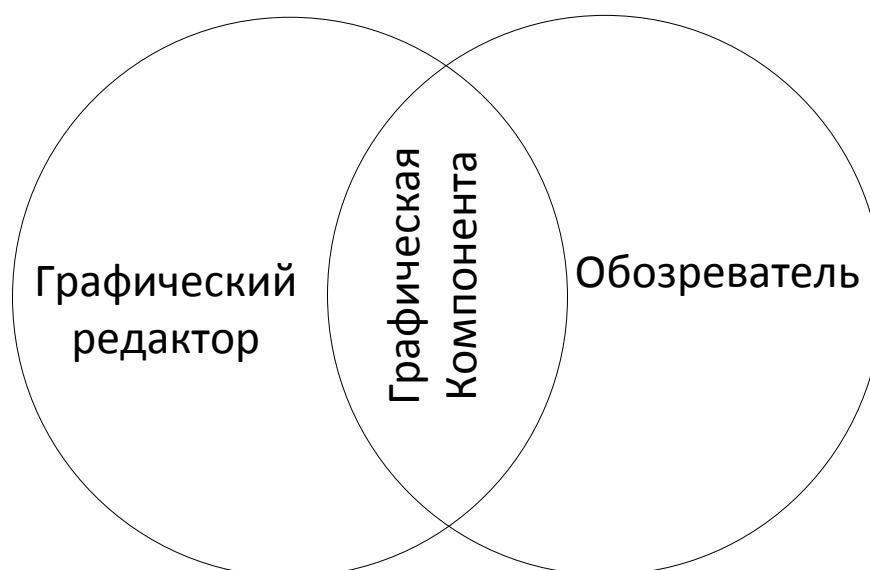 Графический
редактор
Графическая
Компонента
Обозреватель